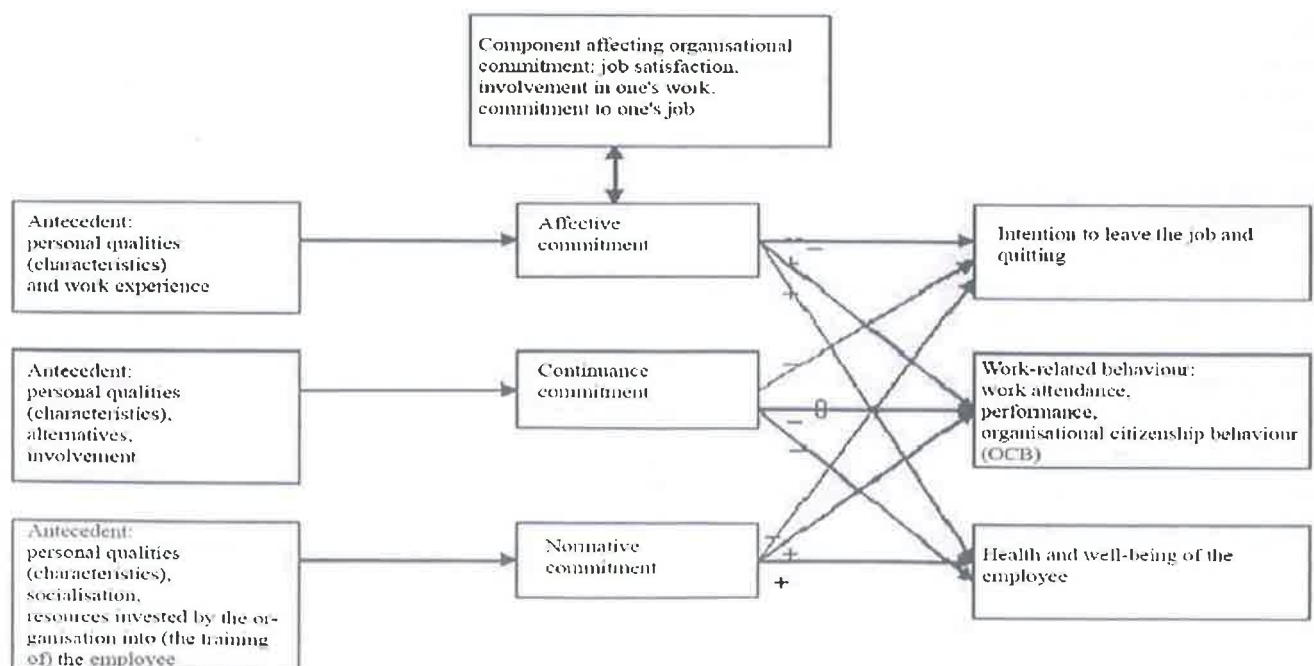 Component affecting organisational
commitment: job satisfaction,
involvement in one's work,
commitment to one's job
Antecedent:
personal qualities
(characteristics)
and work experience
Affective
commitment
Intention to leave the job and
quitting
Antecedent:
personal qualities
(characteristics),
alternatives,
involvement
Continuance
commitment
Work-related behaviour:
work attendance,
performance,
organisational citizenship behaviour
(OCB)
Antecedent:
personal qualities
(characteristics),
socialisation,
resources invested by the or-
ganisation into (the training
of) the employee
Normative
commitment
Health and well-being of the
employee
+
+
−
0
−
−
+
+